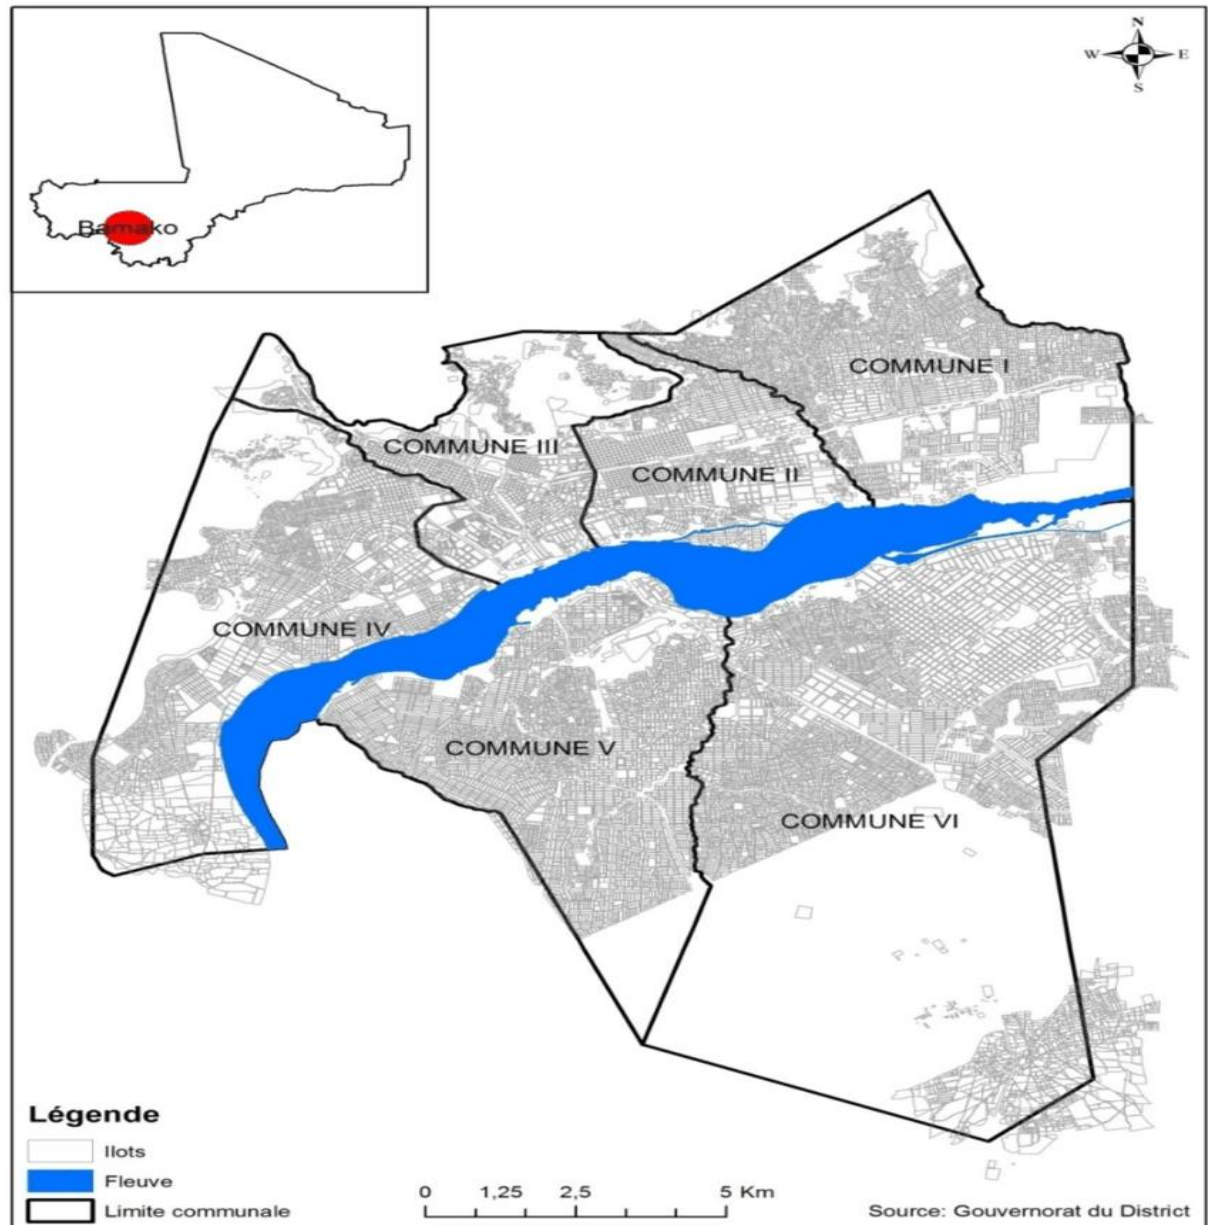 N
W E
S
Bamako
COMMUNE I
COMMUNE III
COMMUNE II
COMMUNE IV
COMMUNE V
COMMUNE VI
Légende
Ilots
Fleuve
Limite communale
0 1,25 2,5 5 Km
Source: Gouvernorat du District